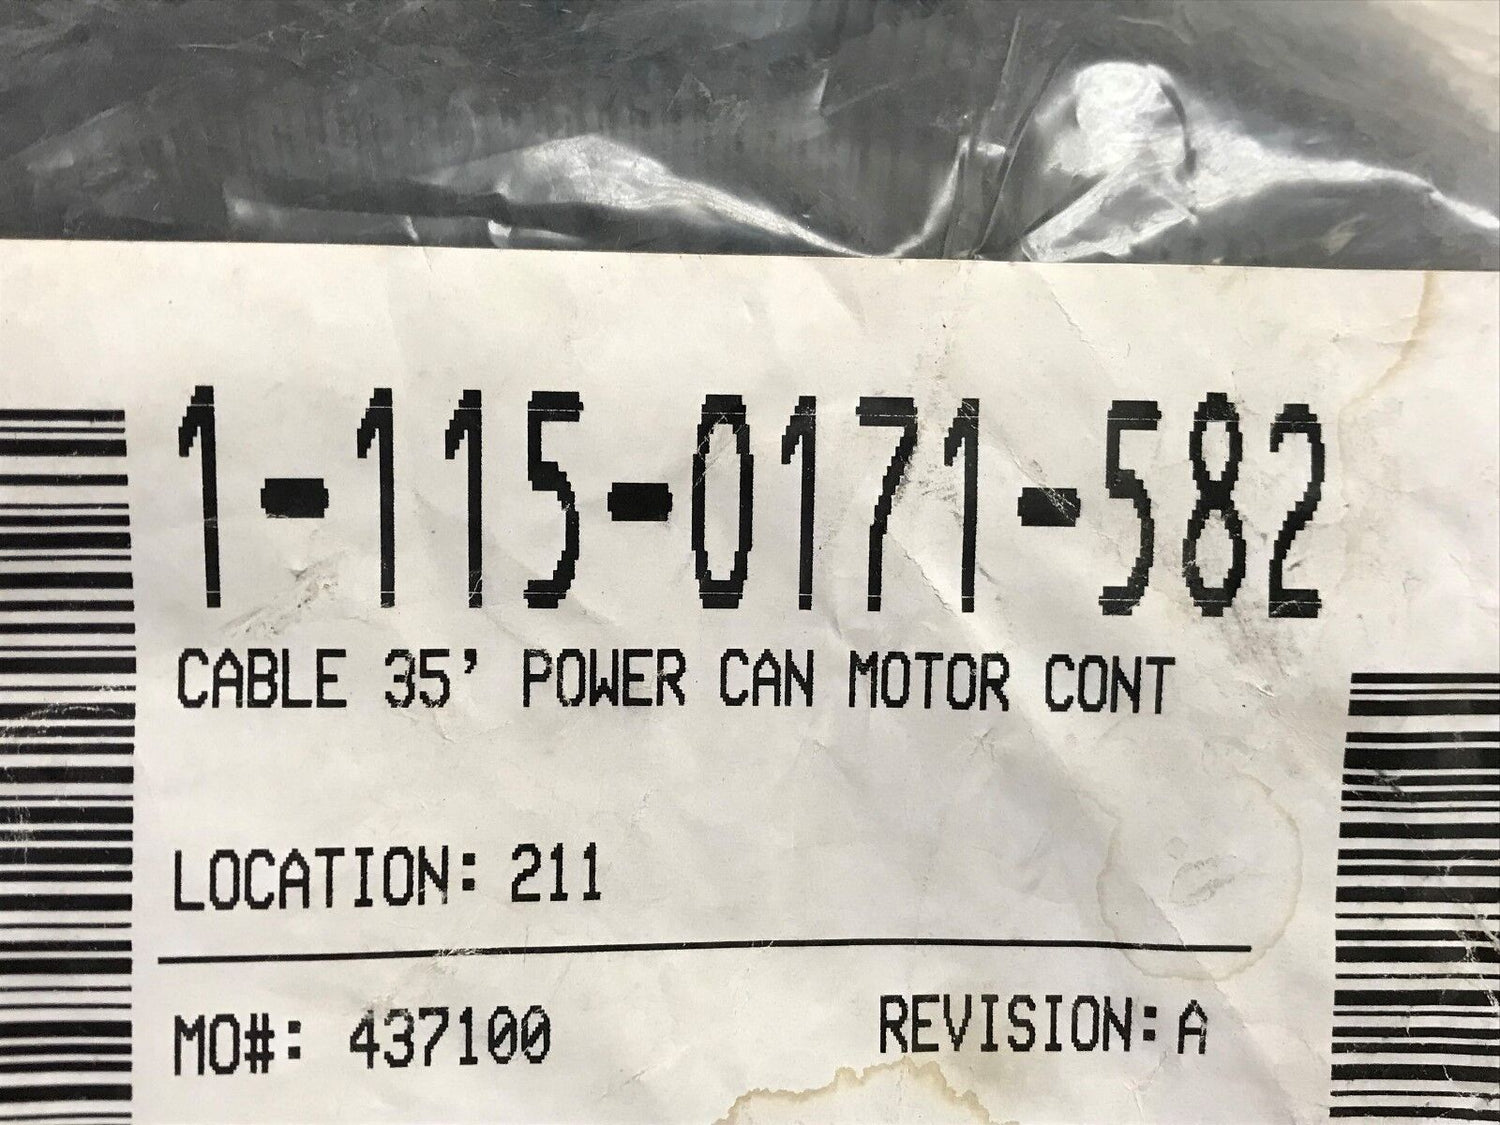 1-115-0171-582
CABLE 35' POWER CAN MOTOR CONT
LOCATION: 211
MO#: 437100
REVISION: A